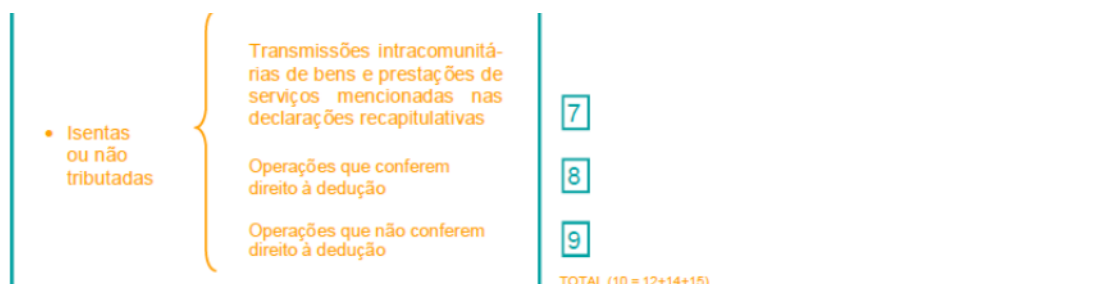 Transmissões intracomunitá-
rias de bens e prestações de
serviços mencionadas nas
declarações recapitulativas
7
• Isentas
ou não
tributadas
Operações que conferem
direito à dedução
8
Operações que não conferem
direito à dedução
9
TOTAL (10 = 12+14+15)